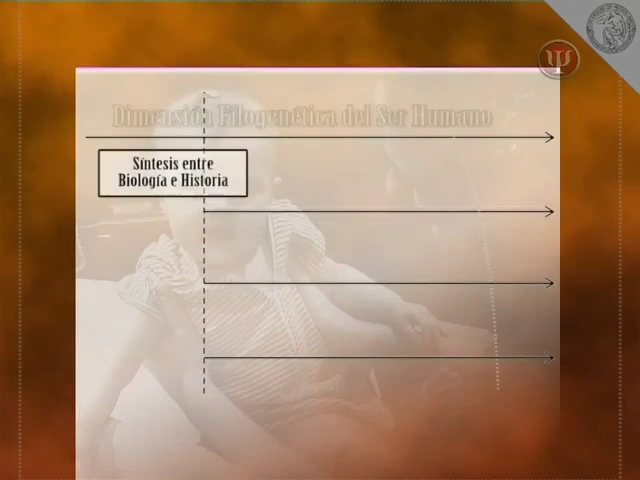 Dimensión Filogenética del Ser Humano
Síntesis entre
Biología e Historia
Ψ